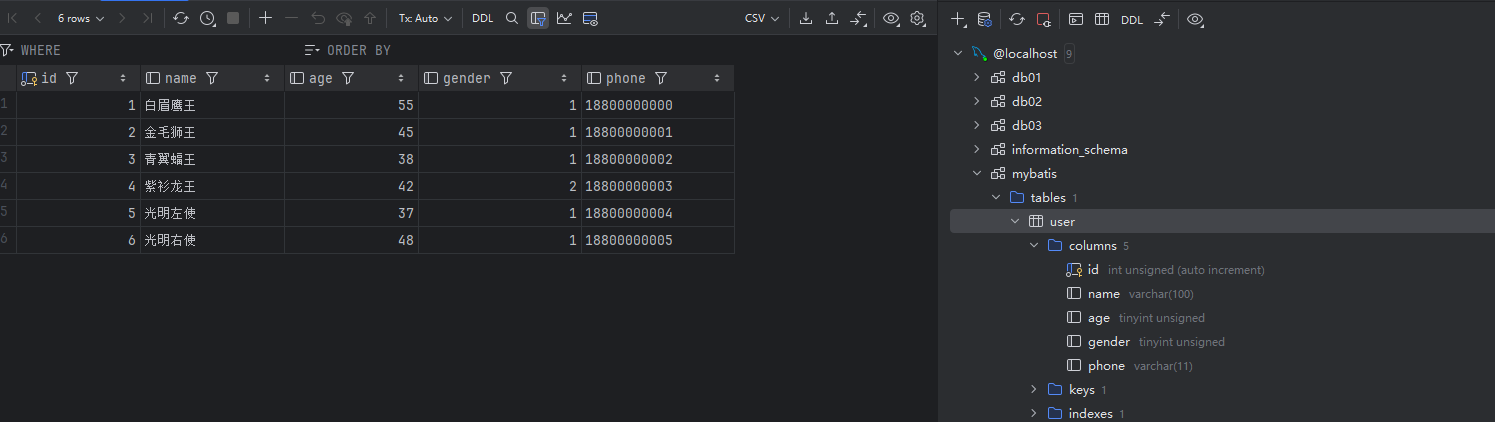 6 rows
Tx: Auto
DDL
CSV
WHERE
ORDER BY
id name age gender phone
1 1 白眉鹰王 55 1 18800000000
2 2 金毛狮王 45 1 18800000001
3 3 青翼蝠王 38 1 18800000002
4 4 紫衫龙王 42 2 18800000003
5 5 光明左使 37 1 18800000004
6 6 光明右使 48 1 18800000005
DDL
@localhost 9
db01
db02
db03
information_schema
mybatis
tables 1
user
columns 5
id int unsigned (auto increment)
name varchar(100)
age tinyint unsigned
gender tinyint unsigned
phone varchar(11)
keys 1
indexes 1